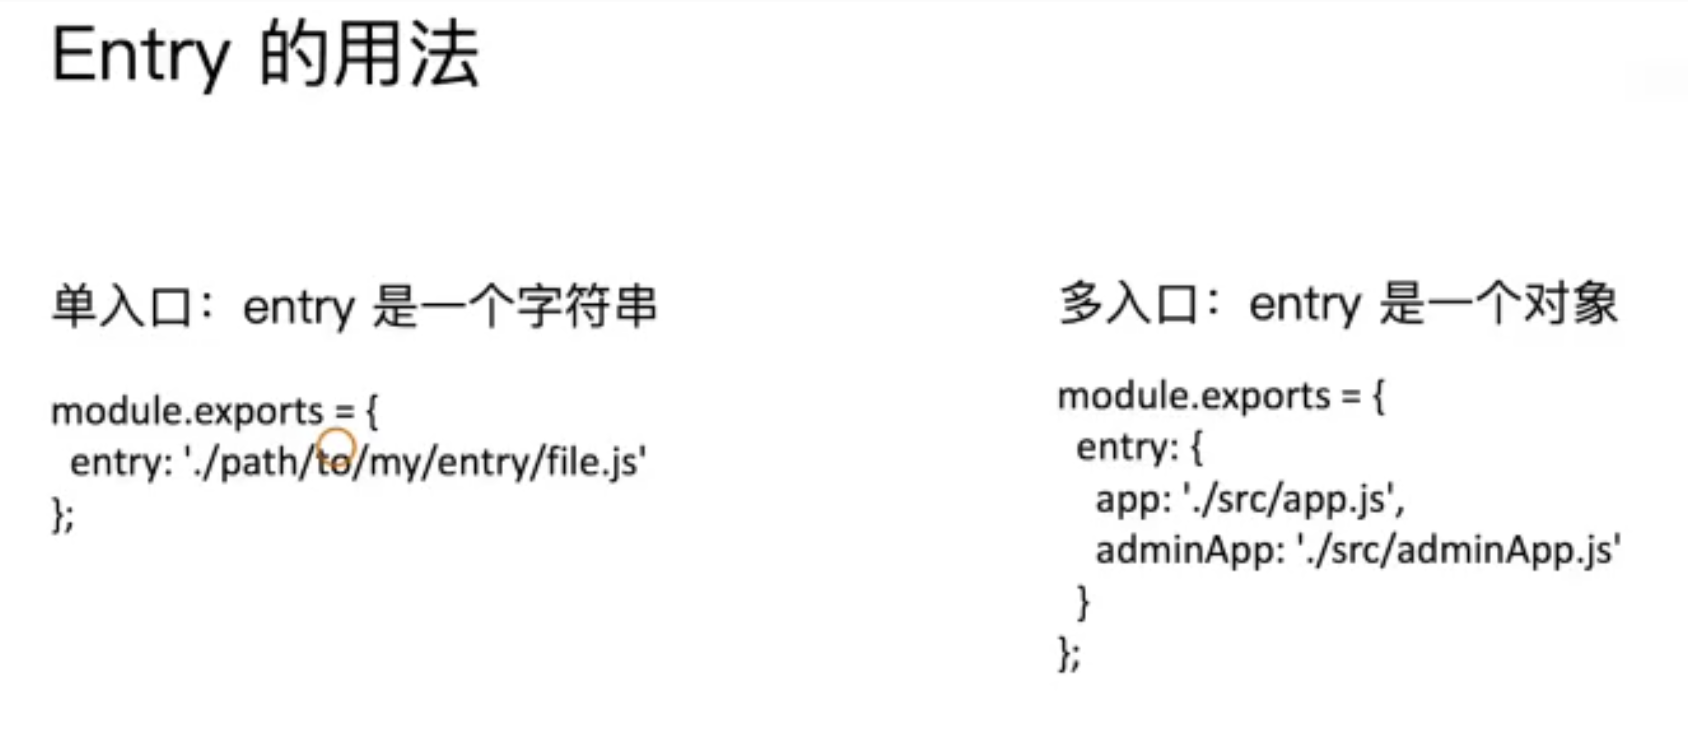 Entry 的用法
单入口：entry 是一个字符串
module.exports = {
entry: './path/to/my/entry/file.js'
};
多入口：entry 是一个对象
module.exports = {
entry: {
app: './src/app.js',
adminApp: './src/adminApp.js'
}
};